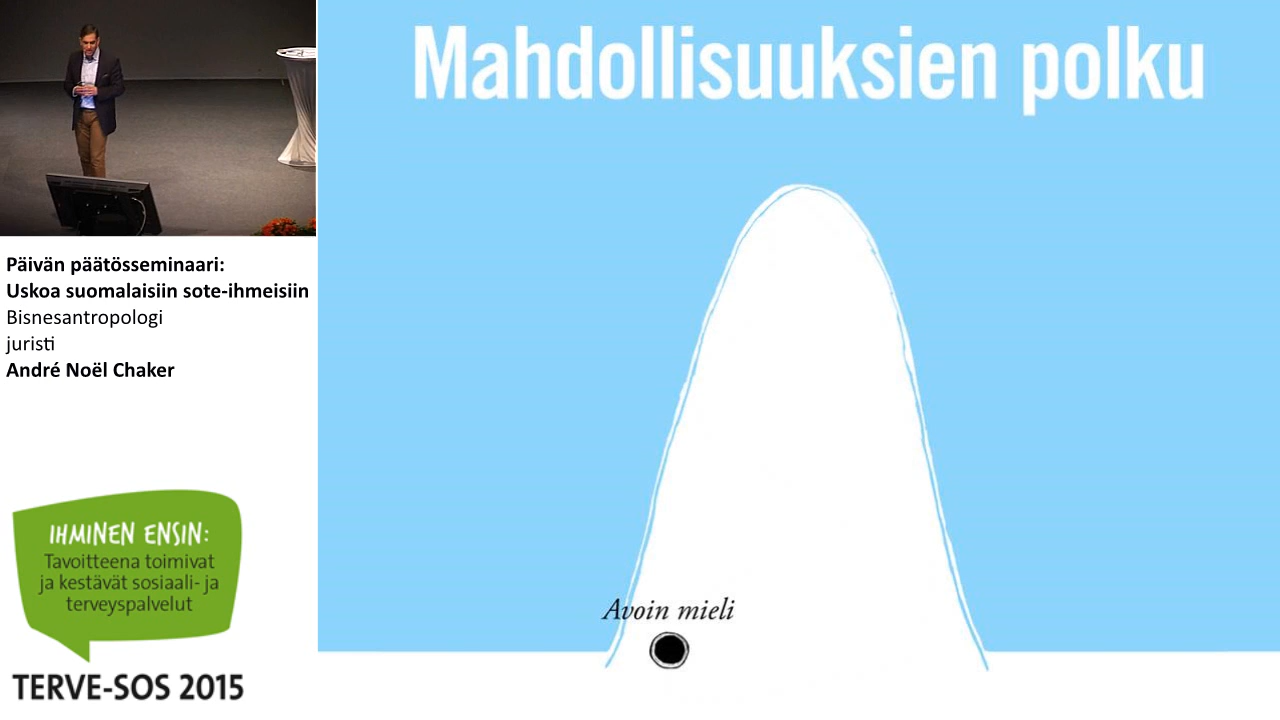 Mahdollisuuksien polku
Päivän päätösseminaari:
Uskoa suomalaisiin sote-ihmeisiin
Bisnesantropologi
juristi
André Noël Chaker
IHMINEN ENSIN:
Tavoitteena toimivat
ja kestävät sosiaali- ja
terveyspalvelut
TERVE-SOS 2015
Avoin mieli